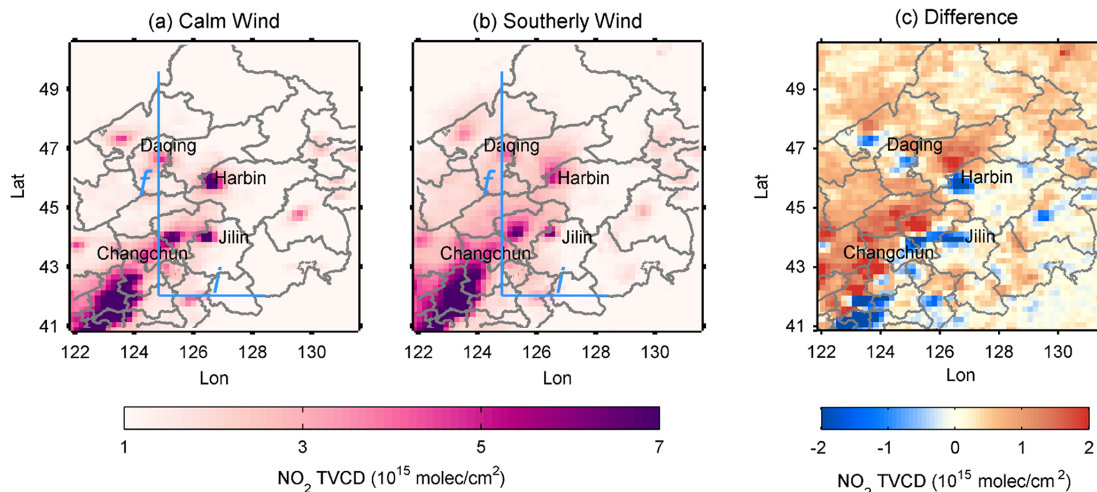 (a) Calm Wind
(b) Southerly Wind
(c) Difference
Lat
49
47
45
43
41
Daqing
Harbin
Jilin
Changchun
f
i
122 124 126 128 130
Lon
Daqing
Harbin
Jilin
Changchun
f
i
122 124 126 128 130
Lon
Lat
49
47
45
43
41
Daqing
Harbin
Jilin
Changchun
122 124 126 128 130
Lon
1 3 5 7
NO2 TVCD (10^15 molec/cm^2)
-2 -1 0 1 2
NO2 TVCD (10^15 molec/cm^2)